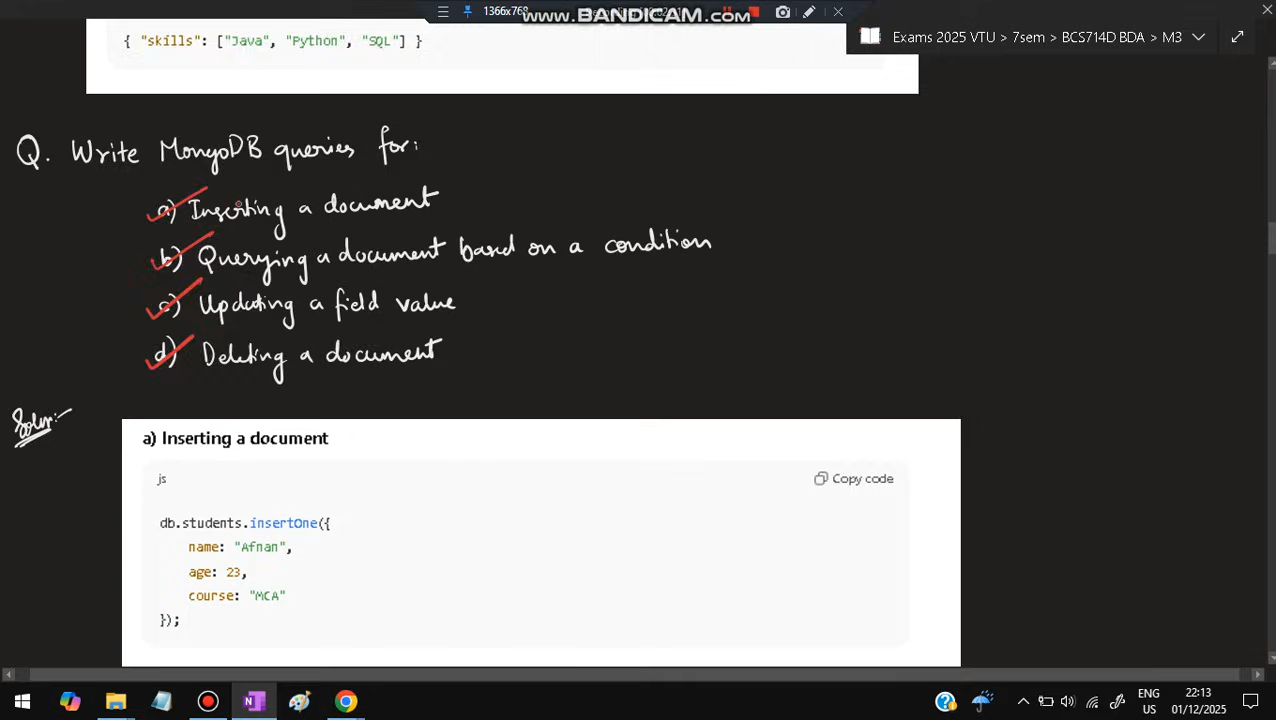 1366x768
www.BANDICAM.com
{ "skills": ["Java", "Python", "SQL"] }
Exams 2025 VTU > 7sem > BCS714D BDA > M3
Q. Write MongoDB queries for:
a) Inserting a document
b) Querying a document based on a condition
c) Updating a field value
d) Deleting a document
Soln:-
a) Inserting a document
js
Copy code
db.students.insertOne({
name: "Afnan",
age: 23,
course: "MCA"
});
ENG
US
22:13
01/12/2025